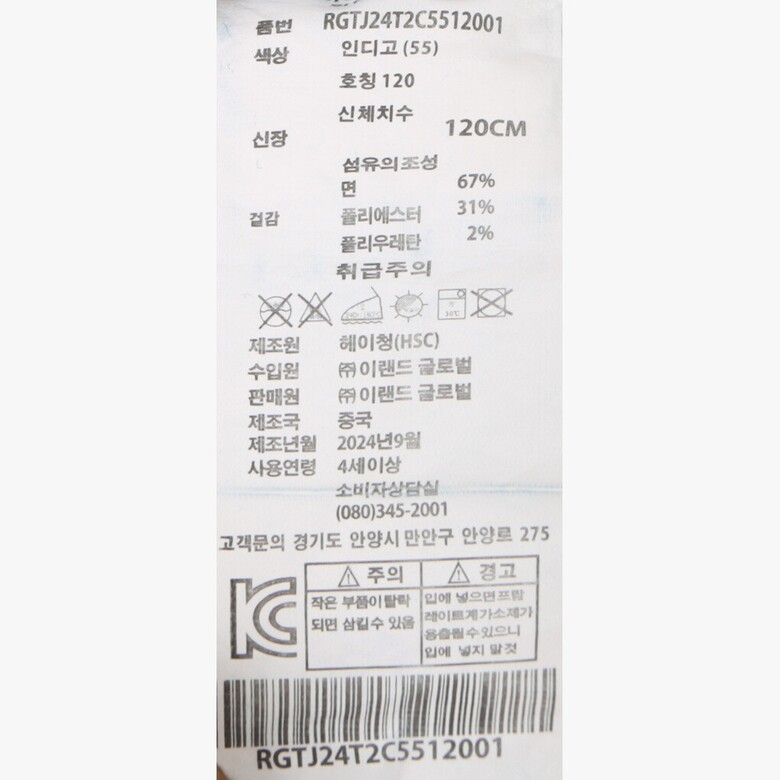 품번 RGTJ24T2C5512001
색상 인디고 (55)
호칭 120
신체치수
신장 120CM
섬유의조성
면 67%
겉감 폴리에스터 31%
폴리우레탄 2%
취급주의
제조원 헤이청(HSC)
수입원 ㈜이랜드 글로벌
판매원 ㈜이랜드 글로벌
제조국 중국
제조년월 2024년9월
사용연령 4세이상
소비자상담실
(080)345-2001
고객문의 경기도 안양시 만안구 안양로 275
주의
작은 부품이 탈락
되면 삼킬수 있음
경고
입에 넣으면 프탈
레이트계가소제가
용출될수있으니
입에 넣지 말것
KC
RGTJ24T2C5512001